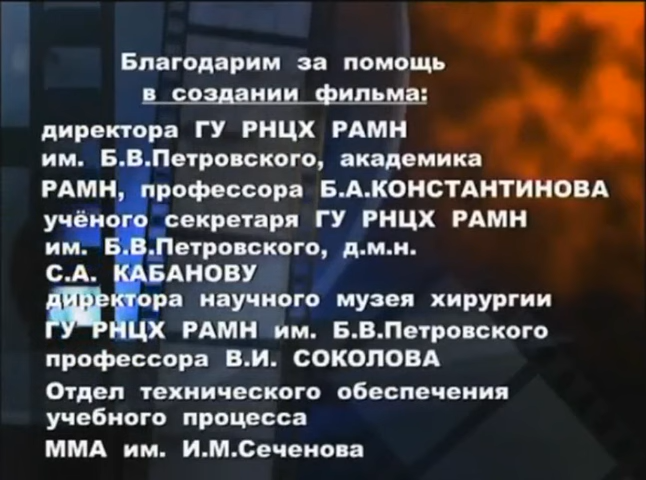 Благодарим за помощь
в создании фильма:
директора ГУ РНЦХ РАМН
им. Б.В.Петровского, академика
РАМН, профессора Б.А.КОНСТАНТИНОВА
учёного секретаря ГУ РНЦХ РАМН
им. Б.В.Петровского, д.м.н.
С.А. КАБАНОВУ
директора научного музея хирургии
ГУ РНЦХ РАМН им. Б.В.Петровского
профессора В.И. СОКОЛОВА
Отдел технического обеспечения
учебного процесса
ММА им. И.М.Сеченова